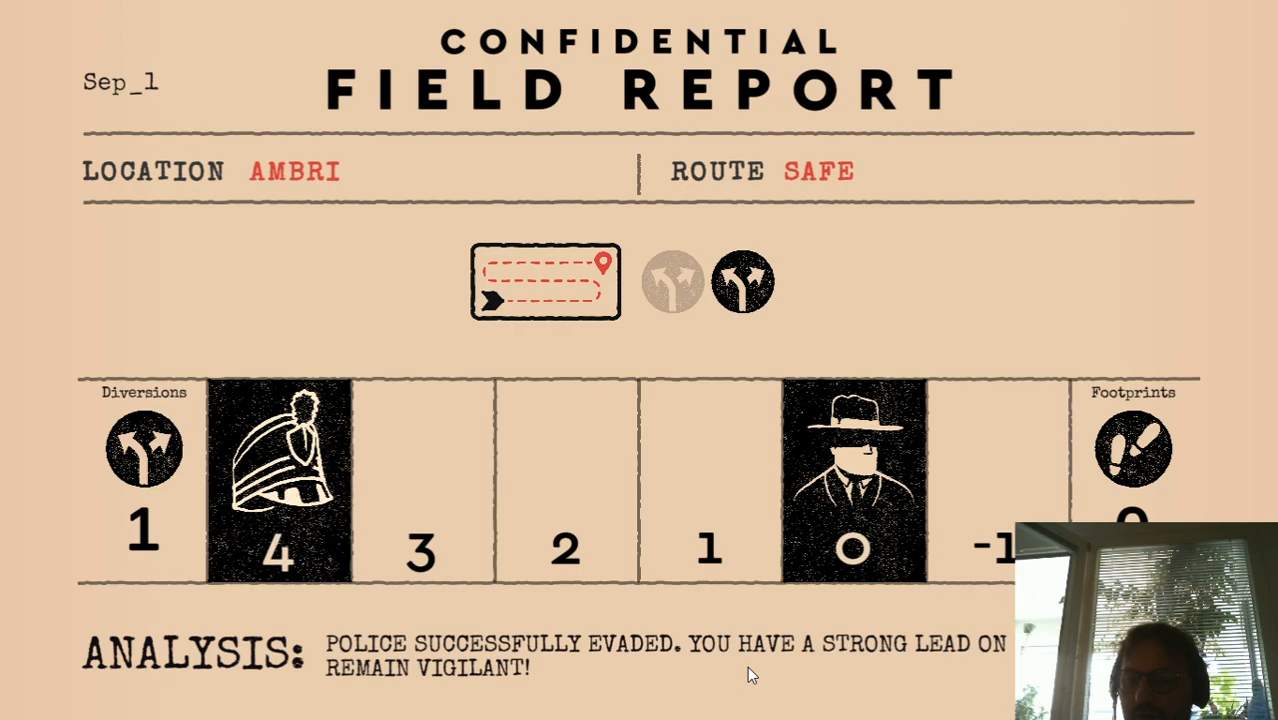 CONFIDENTIAL
Sep_1
FIELD REPORT
LOCATION AMBRI
ROUTE SAFE
Diversions
Footprints
1
4
3
2
1
0
-1
ANALYSIS:
POLICE SUCCESSFULLY EVADED. YOU HAVE A STRONG LEAD ON
REMAIN VIGILANT!